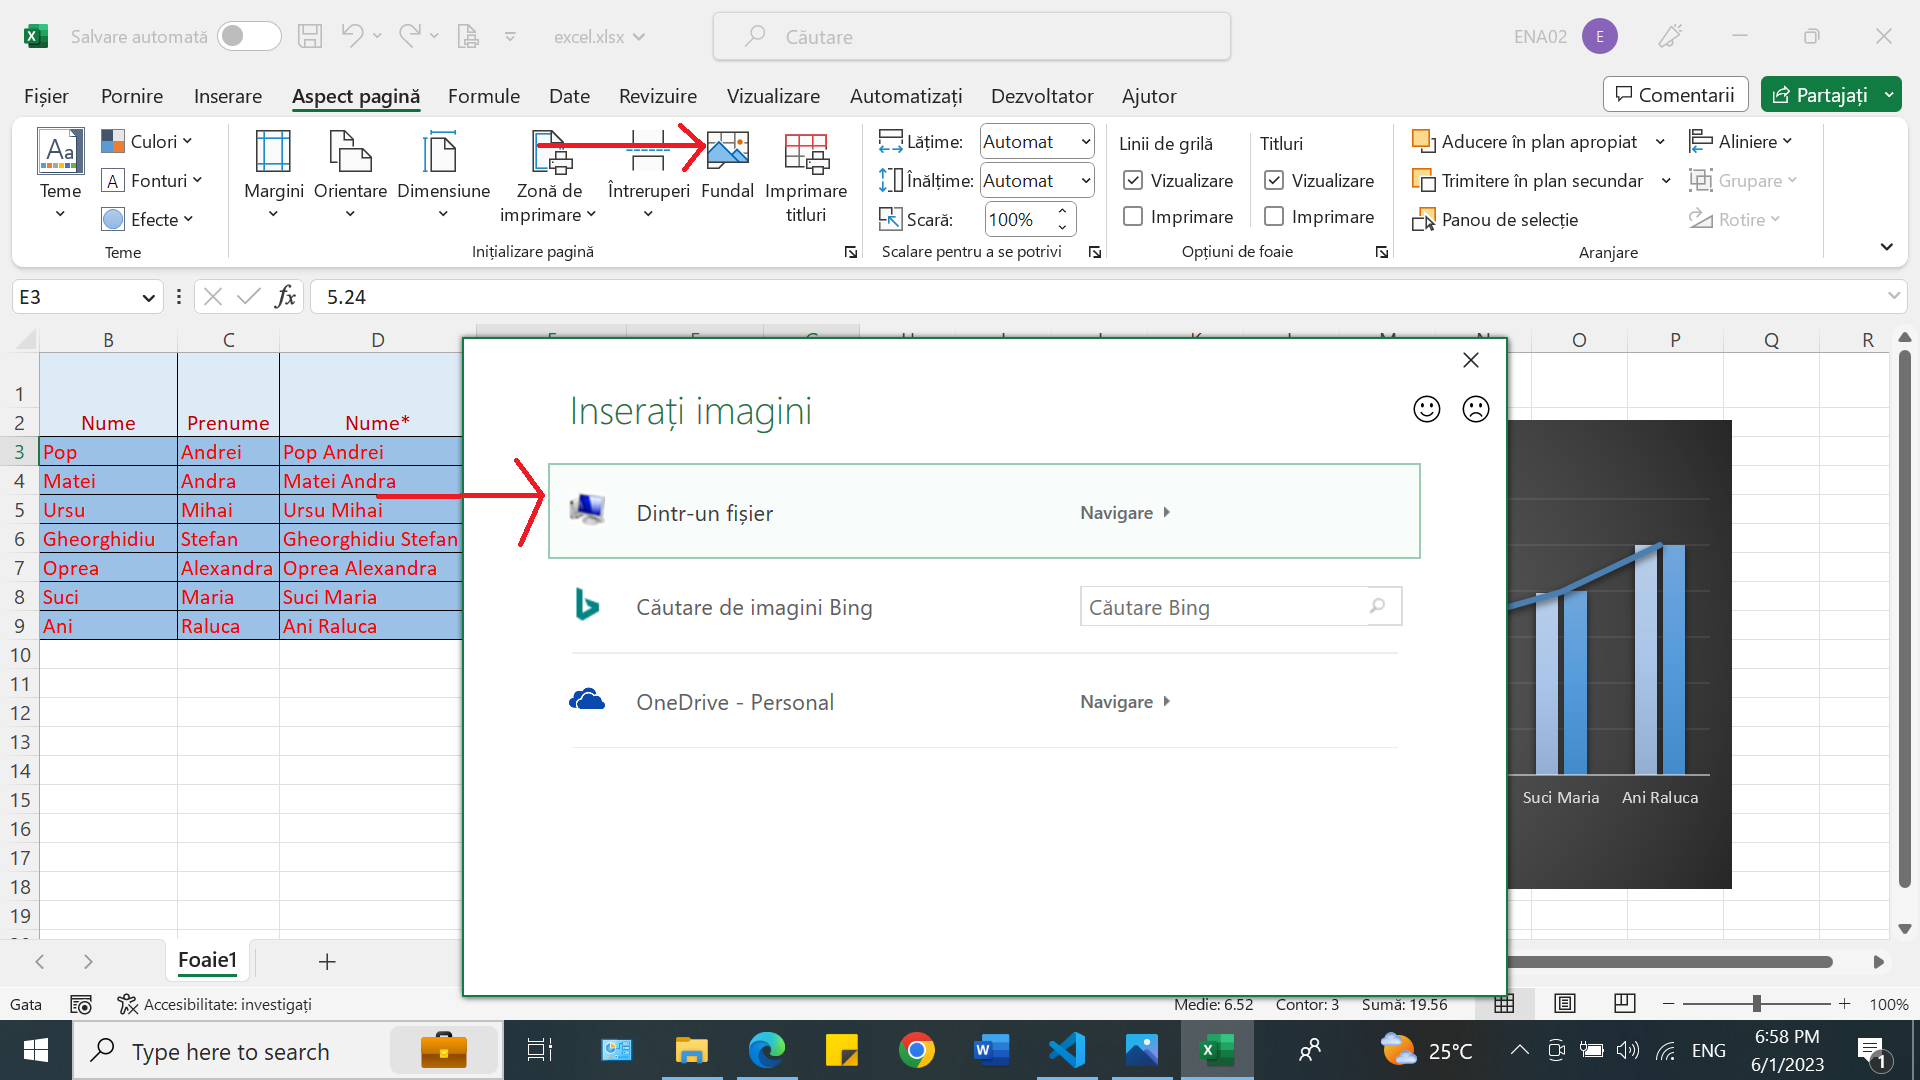 Salvare automată
excel.xlsx
Căutare
ENA02
E
Fișier Pornire Inserare Aspect pagină Formule Date Revizuire Vizualizare Automatizați Dezvoltator Ajutor
Comentarii
Partajați
Teme
Culori
Fonturi
Efecte
Teme
Margini
Orientare
Dimensiune
Zonă de
imprimare
Întreruperi
Fundal
Imprimare
titluri
Inițializare pagină
Lățime: Automat
Înălțime: Automat
Scară: 100%
Scalare pentru a se potrivi
Linii de grilă
Vizualizare
Imprimare
Titluri
Vizualizare
Imprimare
Opțiuni de foaie
Aducere în plan apropiat
Trimitere în plan secundar
Panou de selecție
Aliniere
Grupare
Rotire
Aranjare
E3
fx
5.24
B C D O P Q R
1
2 Nume Prenume Nume*
3 Pop Andrei Pop Andrei
4 Matei Andra Matei Andra
5 Ursu Mihai Ursu Mihai
6 Gheorghidiu Stefan Gheorghidiu Stefan
7 Oprea Alexandra Oprea Alexandra
8 Suci Maria Suci Maria
9 Ani Raluca Ani Raluca
10
11
12
13
14
15
16
17
18
19
Inserați imagini
Dintr-un fișier
Navigare
Căutare de imagini Bing
Căutare Bing
OneDrive - Personal
Navigare
Suci Maria
Ani Raluca
Foaie1
Gata
Accesibilitate: investigați
Medie: 6.52
Contor: 3
Sumă: 19.56
100%
Type here to search
25°C
ENG
6:58 PM
6/1/2023
1